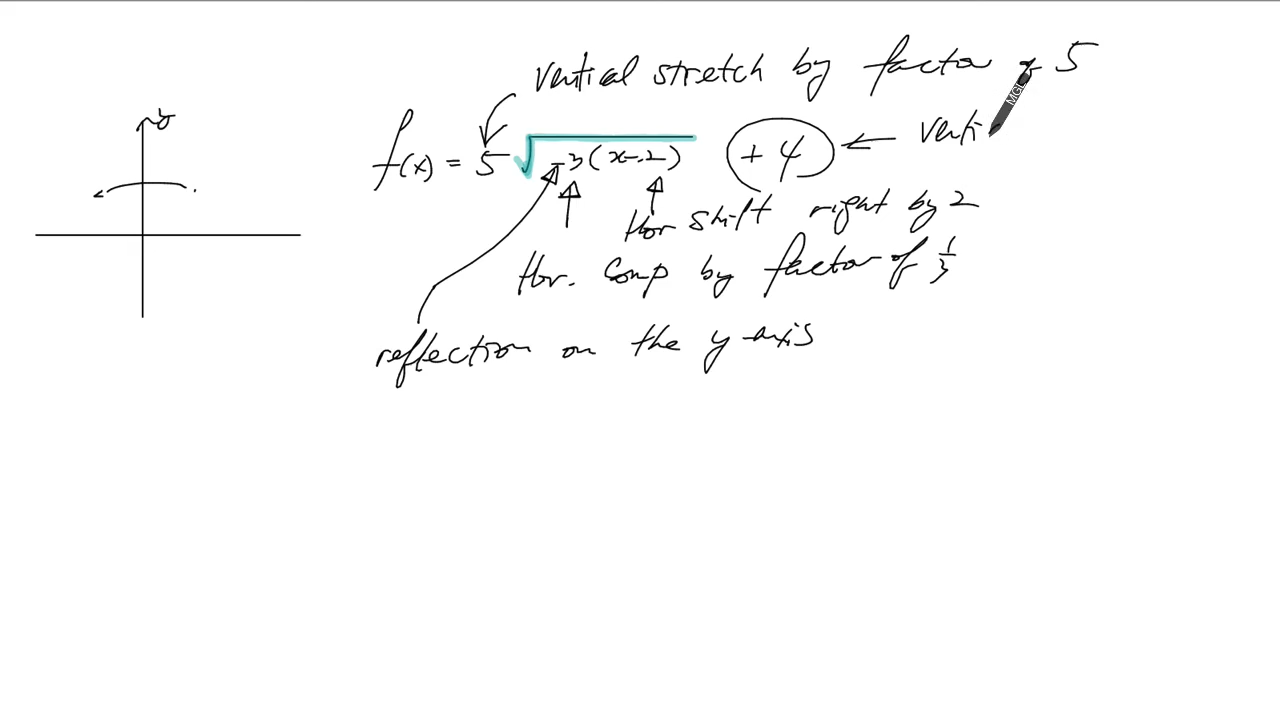 vertical stretch by factor of 5
y
f(x) = 5√-3(x-2) + 4 ← verti
Hor shift right by 2
Hor. Comp by factor of 1/3
reflection on the y-axis
MGL